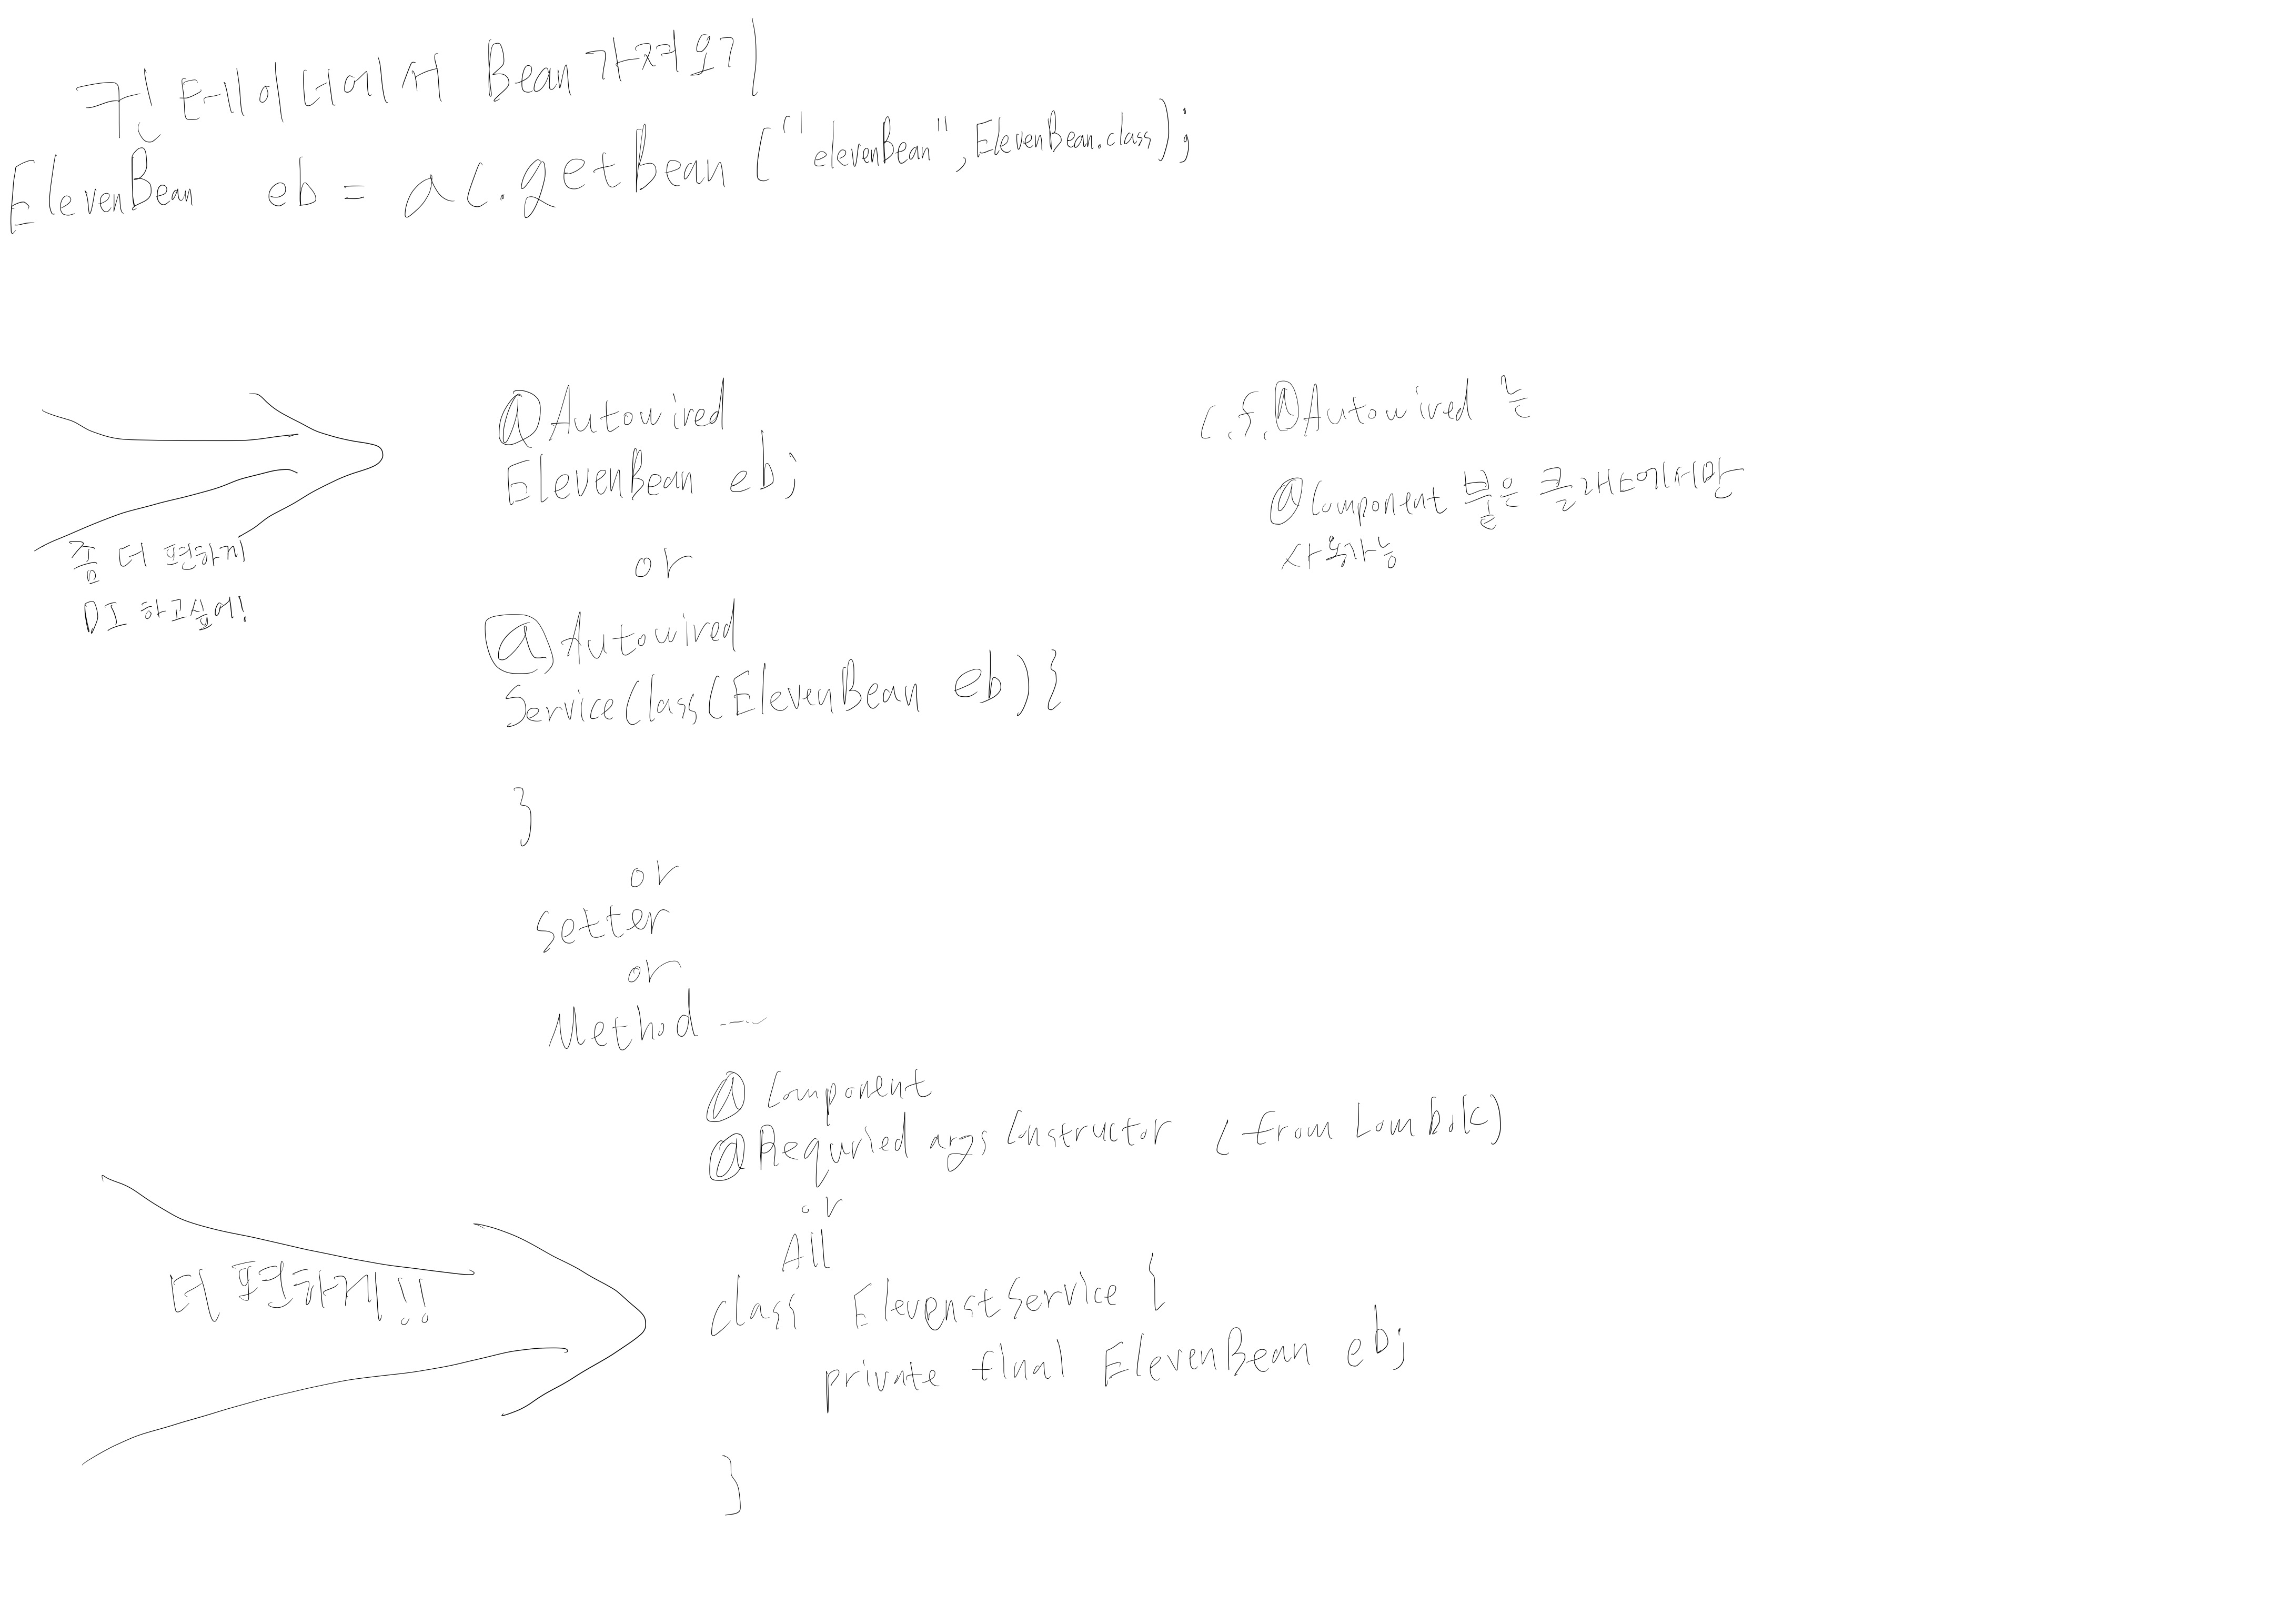 컨테이너에서 Bean 가져오기
ElevenBean eb = ac.getBean("elevenBean", ElevenBean.class);
@Autowired
ElevenBean eb;
c.f. @Autowired 는
@Component 붙은 클래스에서만
사용가능
좀 더 편하게
DI 하고싶어!
or
@Autowired
ServiceClass(ElevenBean eb) {
}
or
setter
or
Method ---
@Component
@Requried args Constructor (from Lombok)
or
All
더 편하게!!
class ElevenstService {
private final ElevenBean eb;
}